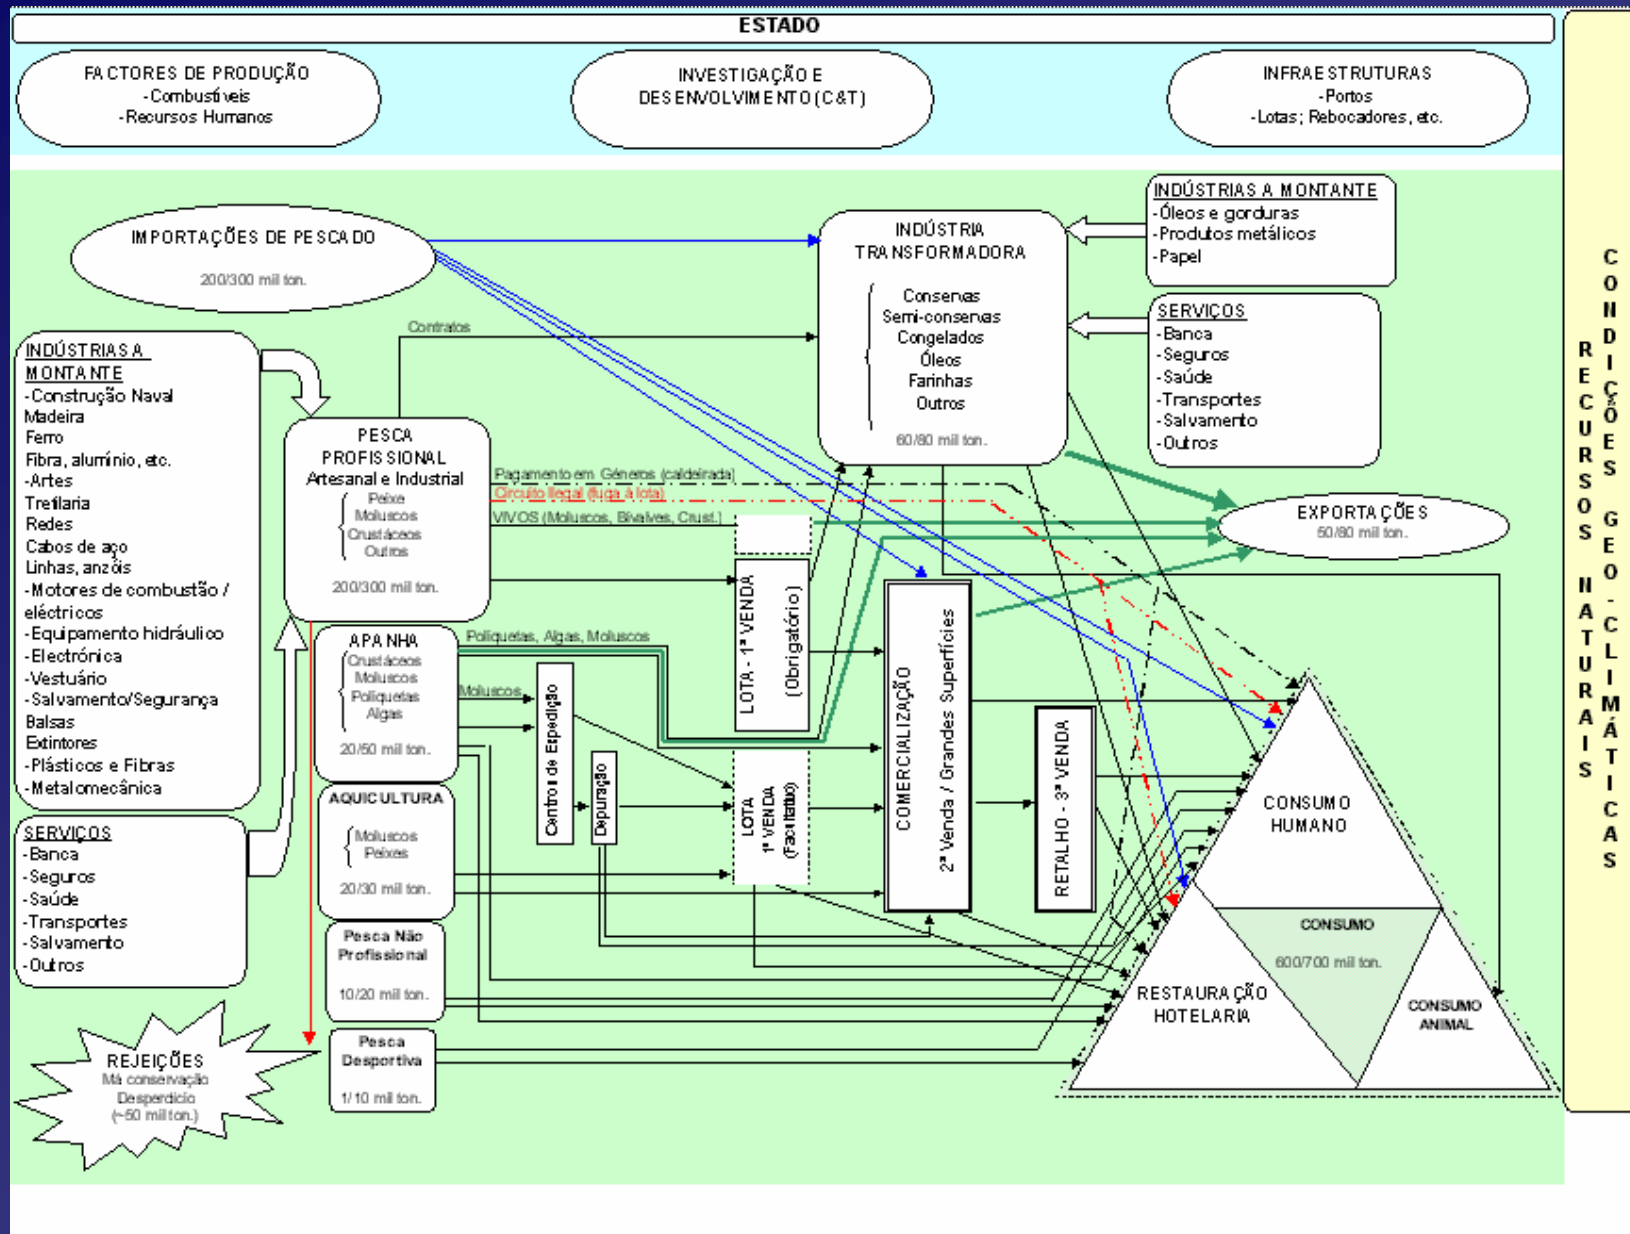 ESTADO
FACTORES DE PRODUÇÃO
-Combustíveis
-Recursos Humanos
INVESTIGAÇÃO E
DESENVOLVIMENTO (C&T)
INFRAESTRUTURAS
-Portos
-Lotas; Rebocadores, etc.
IMPORTAÇÕES DE PESCADO
200/300 mil ton.
INDÚSTRIA
TRANSFORMADORA
Conservas
Semi-conservas
Congelados
Óleos
Farinhas
Outros
60/80 mil ton.
INDÚSTRIAS A MONTANTE
-Óleos e gorduras
-Produtos metálicos
-Papel
SERVIÇOS
-Banca
-Seguros
-Saúde
-Transportes
-Salvamento
-Outros
Contratos
INDÚSTRIAS A
MONTANTE
-Construção Naval
Madeira
Ferro
Fibra, alumínio, etc.
-Artes
Trefilaria
Redes
Cabos de aço
Linhas, anzóis
-Motores de combustão /
eléctricos
-Equipamento hidráulico
-Electrónica
-Vestuário
-Salvamento/Segurança
Balsas
Extintores
-Plásticos e Fibras
-Metalomecânica
PESCA
PROFISSIONAL
Artesanal e Industrial
Peixe
Moluscos
Crustáceos
Outros
200/300 mil ton.
Pagamento em Géneros (caldeirada)
Circuito Ilegal (fuga à lota)
VIVOS (Moluscos, Bivalves, Crust.)
EXPORTAÇÕES
50/80 mil ton.
APANHA
Crustáceos
Moluscos
Poliquetas
Algas
20/50 mil ton.
Poliquetas, Algas, Moluscos
Moluscos
AQUICULTURA
Moluscos
Peixes
20/30 mil ton.
Pesca Não
Profissional
10/20 mil ton.
Pesca
Desportiva
1/10 mil ton.
SERVIÇOS
-Banca
-Seguros
-Saúde
-Transportes
-Salvamento
-Outros
REJEIÇÕES
Má conservação
Desperdício
(~50 mil ton.)
Centros de Expedição
Depuração
LOTA - 1ª VENDA
(Obrigatório)
LOTA
1ª VENDA
(Facultativo)
COMERCIALIZAÇÃO
2ª Venda / Grandes Superfícies
RETALHO - 3ª VENDA
CONSUMO
HUMANO
CONSUMO
600/700 mil ton.
RESTAURAÇÃO
HOTELARIA
CONSUMO
ANIMAL
RECURSOS NATURAIS
CONDIÇÕES GEO-CLIMÁTICAS